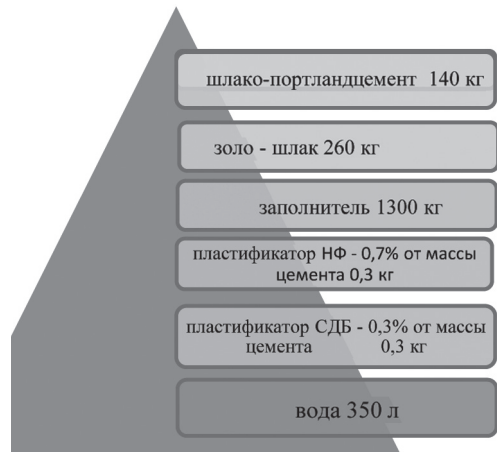 шлако-портландцемент 140 кг
золо - шлак 260 кг
заполнитель 1300 кг
пластификатор НФ - 0,7% от массы
цемента 0,3 кг
пластификатор СДБ - 0,3% от массы
цемента 0,3 кг
вода 350 л